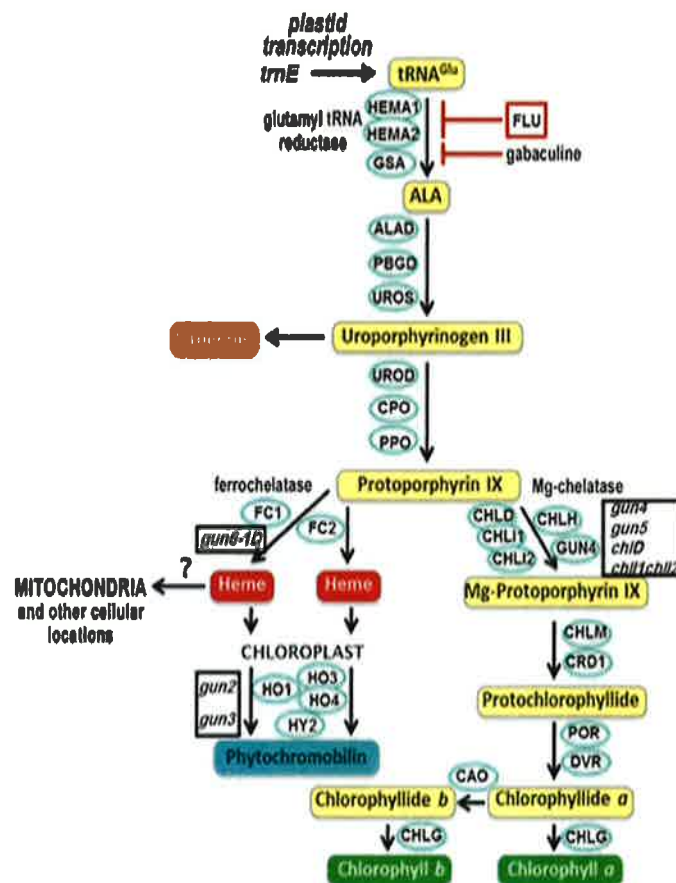 plastid
transcription
trnE
tRNAGlu
HEMA1
glutamyl tRNA
reductase
HEMA2
GSA
FLU
gabaculine
ALA
ALAD
PBGD
UROS
Uroporphyrinogen III
UROD
CPO
PPO
ferrochelatase
Protoporphyrin IX
Mg-chelatase
FC1
FC2
gun6-1D
CHLD
CHLH
CHLI1
GUN4
CHLI2
gun4
gun5
chlD
chli1chli2
?
MITOCHONDRIA
and other cellular
locations
Heme
Heme
Mg-Protoporphyrin IX
CHLOROPLAST
CHLM
CRD1
gun2
gun3
HO1
HO3
HO4
HY2
Protochlorophyllide
Phytochromobilin
POR
DVR
CAO
Chlorophyllide b
Chlorophyllide a
CHLG
CHLG
Chlorophyll b
Chlorophyll a